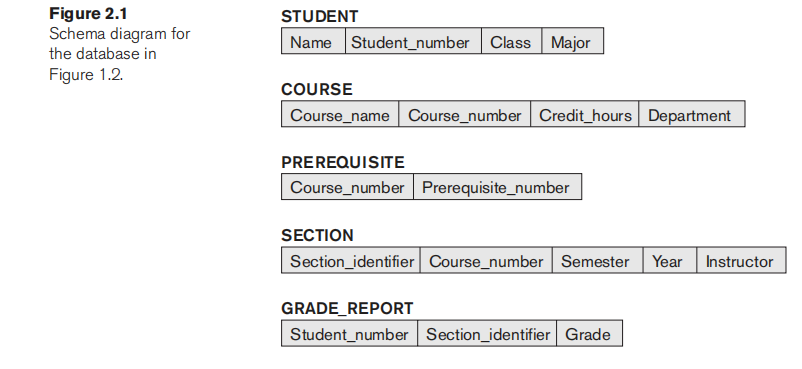 Figure 2.1
Schema diagram for
the database in
Figure 1.2.
STUDENT
Name Student_number Class Major
COURSE
Course_name Course_number Credit_hours Department
PREREQUISITE
Course_number Prerequisite_number
SECTION
Section_identifier Course_number Semester Year Instructor
GRADE_REPORT
Student_number Section_identifier Grade